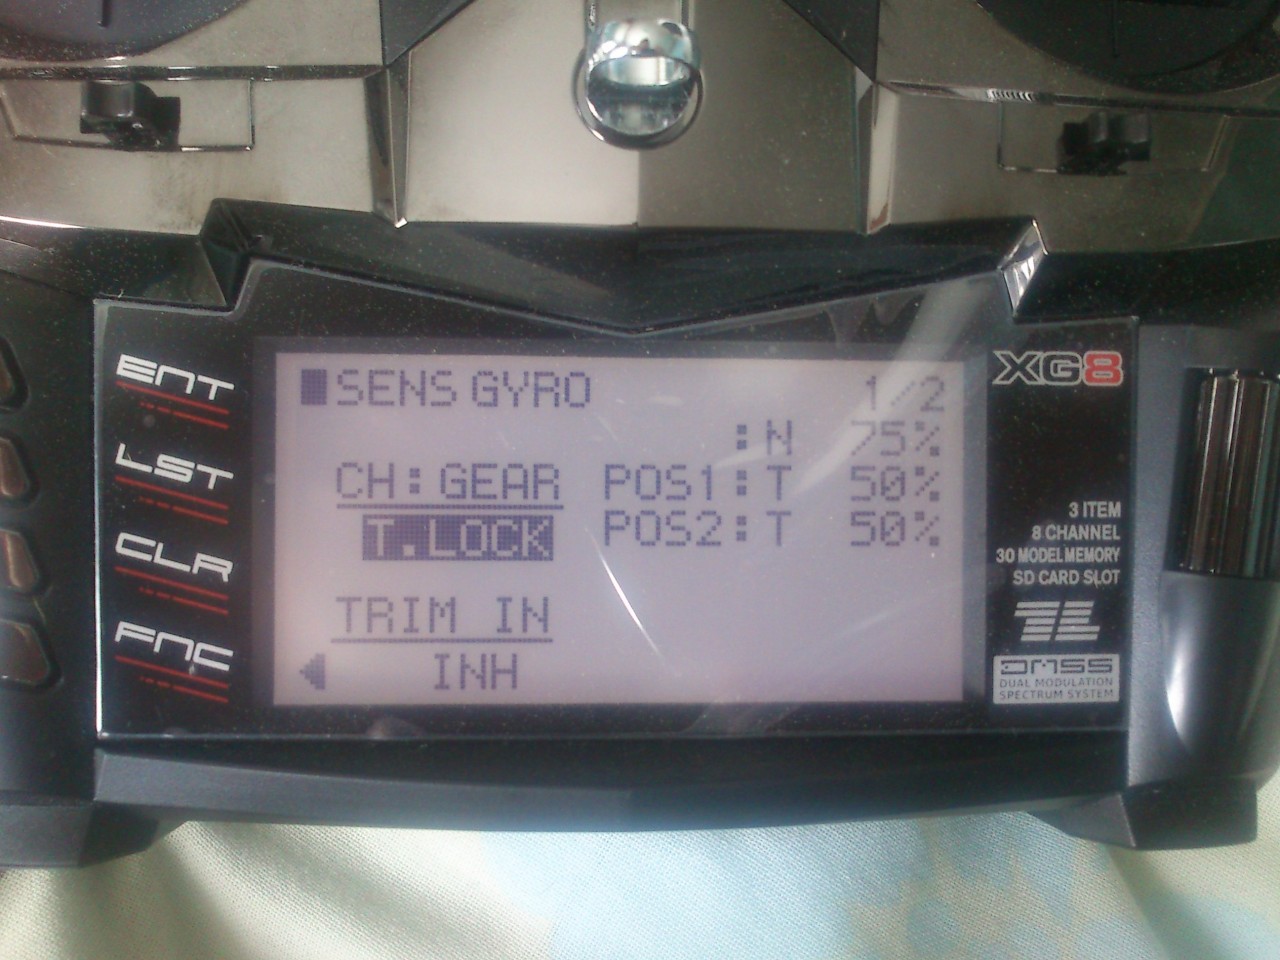 ENT
LST
CLR
FNC
SENS GYRO 1/2
:N 75%
CH:GEAR POS1:T 50%
T.LOCK POS2:T 50%
TRIM IN
INH
XG8
3 ITEM
8 CHANNEL
30 MODEL MEMORY
SD CARD SLOT
DMSS
DUAL MODULATION
SPECTRUM SYSTEM